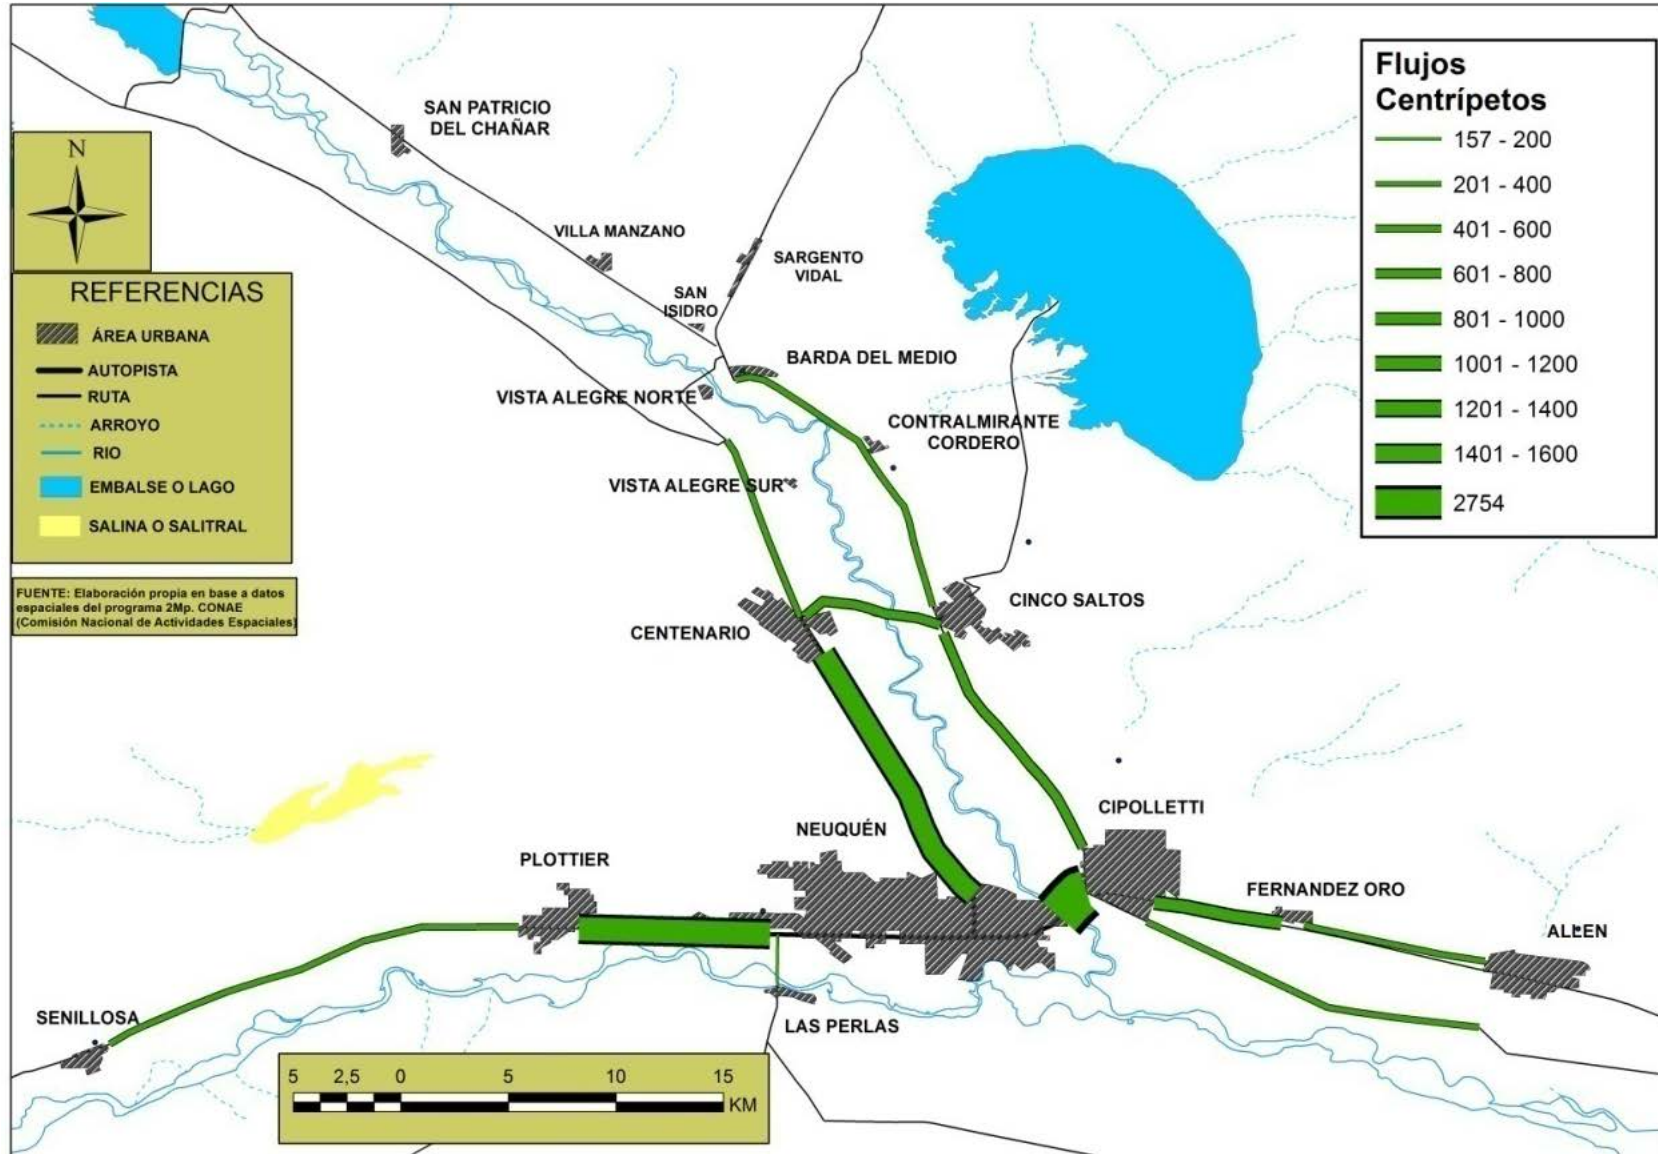 Flujos
Centrípetos
157 - 200
201 - 400
401 - 600
601 - 800
801 - 1000
1001 - 1200
1201 - 1400
1401 - 1600
2754
N
REFERENCIAS
ÁREA URBANA
AUTOPISTA
RUTA
ARROYO
RIO
EMBALSE O LAGO
SALINA O SALITRAL
FUENTE: Elaboración propia en base a datos
espaciales del programa 2Mp. CONAE
(Comisión Nacional de Actividades Espaciales)
SAN PATRICIO
DEL CHAÑAR
VILLA MANZANO
SARGENTO
VIDAL
SAN
ISIDRO
BARDA DEL MEDIO
VISTA ALEGRE NORTE
CONTRALMIRANTE
CORDERO
VISTA ALEGRE SUR
CINCO SALTOS
CENTENARIO
CIPOLLETTI
NEUQUÉN
PLOTTIER
FERNANDEZ ORO
ALLEN
SENILLOSA
LAS PERLAS
5 2,5 0 5 10 15
KM